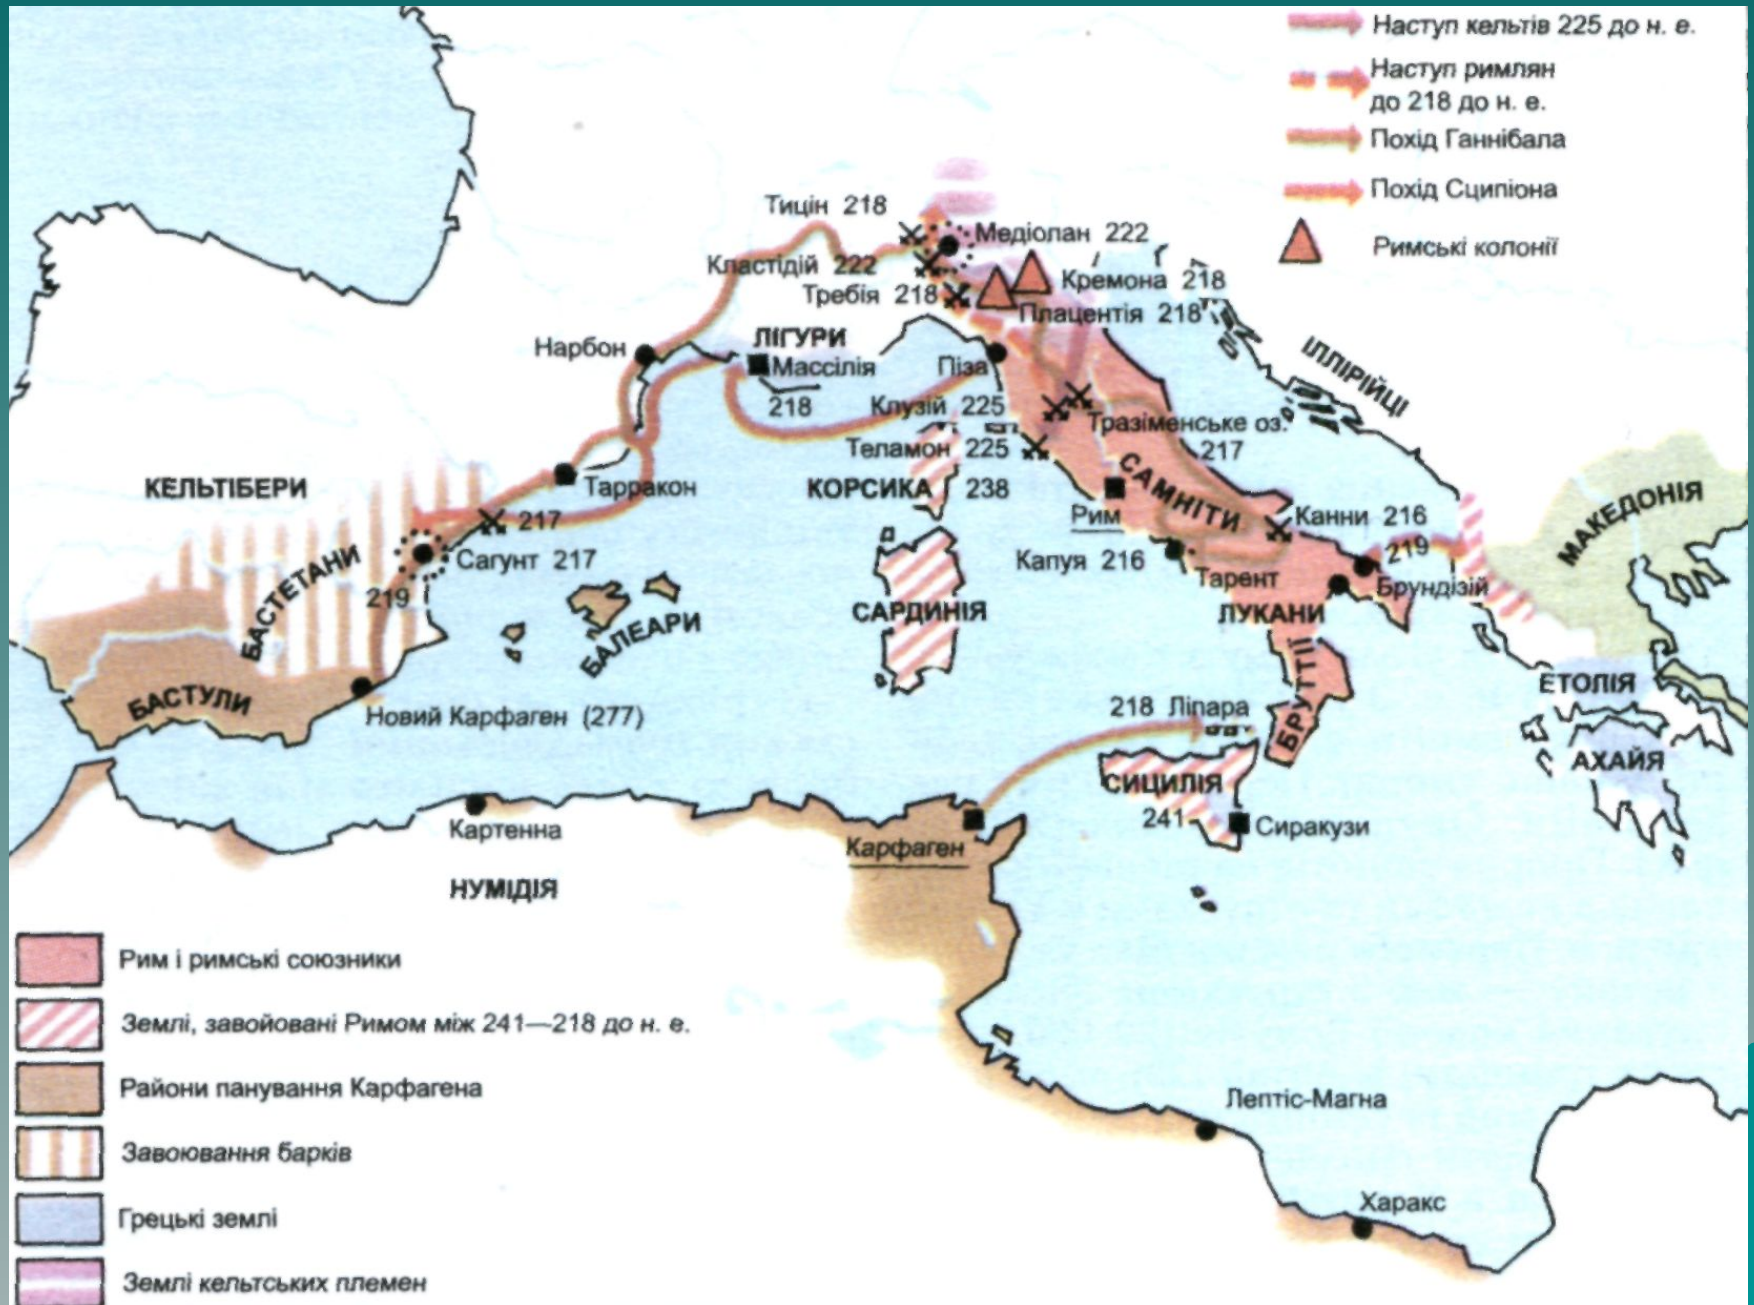 Наступ кельтів 225 до н. е.
Наступ римлян
до 218 до н. е.
Похід Ганнібала
Похід Сципіона
Римські колонії
Тицін 218
Медіолан 222
Кластідій 222
Кремона 218
Требія 218
Плацентія 218
Нарбон
ЛІГУРИ
Массілія
218
Піза
ІЛЛІРІЙЦІ
Клузій 225
Тразіменське оз.
217
Теламон 225
КЕЛЬТІБЕРИ
Тарракон
КОРСИКА
238
САМНІТИ
МАКЕДОНІЯ
Рим
217
Канни 216
Сагунт 217
Капуя 216
219
Тарент
Брундізій
БАСТЕТАНИ
219
БАЛЕАРИ
САРДИНІЯ
ЛУКАНИ
БРУТТІЇ
ЕТОЛІЯ
БАСТУЛИ
Новий Карфаген (277)
218 Ліпара
АХАЙЯ
СИЦИЛІЯ
241
Сиракузи
Картенна
Карфаген
НУМІДІЯ
Рим і римські союзники
Землі, завойовані Римом між 241—218 до н. е.
Райони панування Карфагена
Завоювання барків
Грецькі землі
Землі кельтських племен
Лептіс-Магна
Харакс